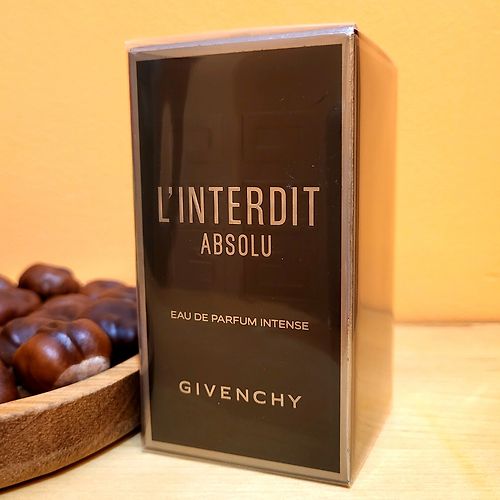 L'INTERDIT
ABSOLU
EAU DE PARFUM INTENSE
GIVENCHY